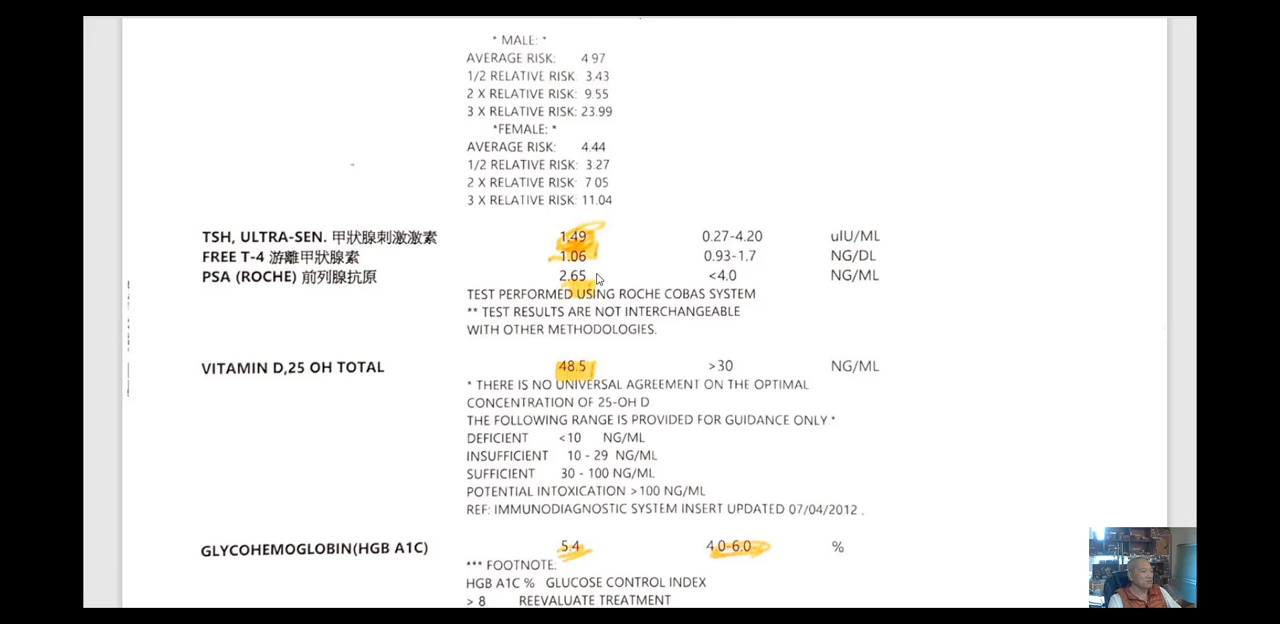 * MALE: *
AVERAGE RISK: 4 97
1/2 RELATIVE RISK 3.43
2 X RELATIVE RISK: 9.55
3 X RELATIVE RISK: 23.99
*FEMALE: *
AVERAGE RISK: 4.44
1/2 RELATIVE RISK: 3.27
2 X RELATIVE RISK: 7 05
3 X RELATIVE RISK: 11.04
TSH, ULTRA-SEN. 甲狀腺刺激激素 1.49 0.27-4.20 uIU/ML
FREE T-4 游離甲狀腺素 1.06 0.93-1.7 NG/DL
PSA (ROCHE) 前列腺抗原 2.65 <4.0 NG/ML
TEST PERFORMED USING ROCHE COBAS SYSTEM
** TEST RESULTS ARE NOT INTERCHANGEABLE
WITH OTHER METHODOLOGIES.
VITAMIN D,25 OH TOTAL 48.5 >30 NG/ML
* THERE IS NO UNIVERSAL AGREEMENT ON THE OPTIMAL
CONCENTRATION OF 25-OH D
THE FOLLOWING RANGE IS PROVIDED FOR GUIDANCE ONLY.*
DEFICIENT <10 NG/ML
INSUFFICIENT 10 - 29 NG/ML
SUFFICIENT 30 - 100 NG/ML
POTENTIAL INTOXICATION >100 NG/ML
REF: IMMUNODIAGNOSTIC SYSTEM INSERT UPDATED 07/04/2012 .
GLYCOHEMOGLOBIN(HGB A1C) 5.4 4.0-6.0 %
*** FOOTNOTE:
HGB A1C % GLUCOSE CONTROL INDEX
> 8 REEVALUATE TREATMENT